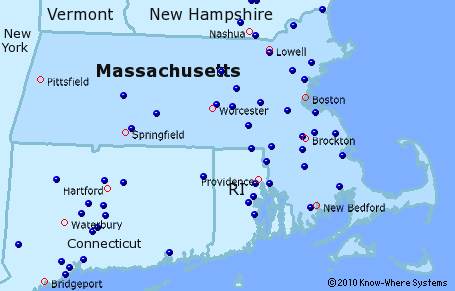 Vermont
New Hampshire
New
York
Nashua
Lowell
Massachusetts
Pittsfield
Boston
Worcester
Springfield
Brockton
Providence
Hartford
RI
New Bedford
Waterbury
Connecticut
Bridgeport
©2010 Know-Where Systems